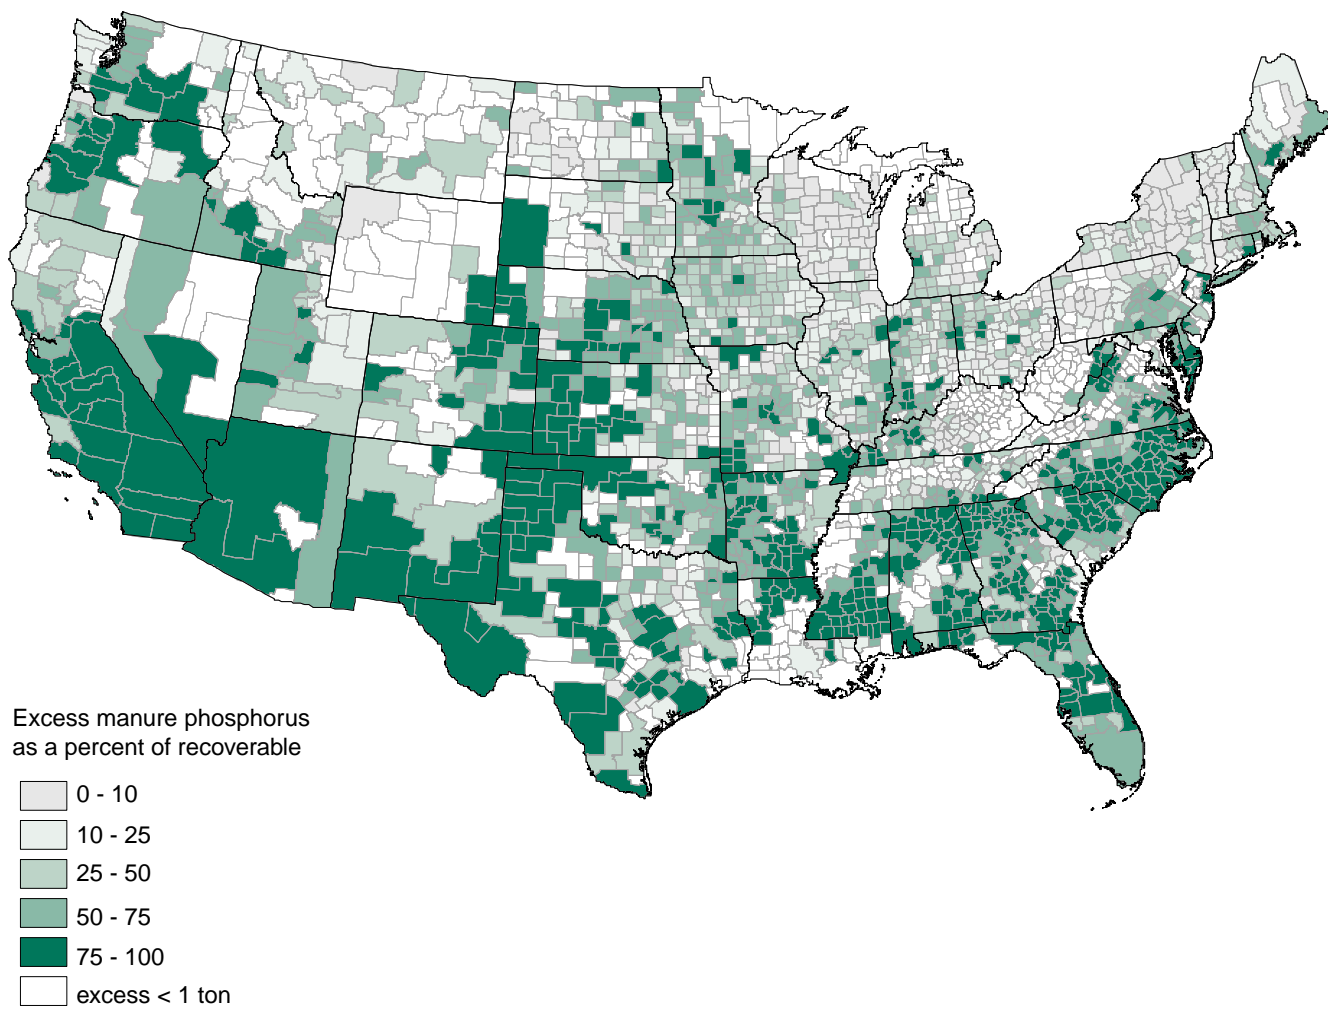 Excess manure phosphorus
as a percent of recoverable
0 - 10
10 - 25
25 - 50
50 - 75
75 - 100
excess < 1 ton